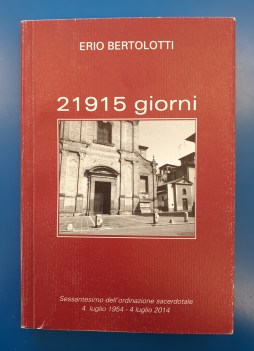 ERIO BERTOLOTTI
21915 giorni
Sessantesimo dell'ordinazione sacerdotale
4 luglio 1954 - 4 luglio 2014